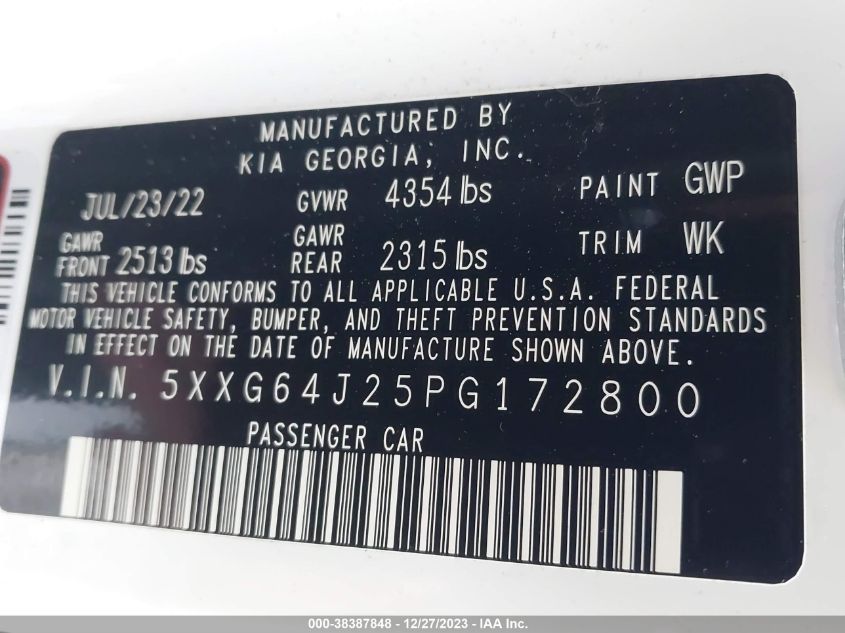 MANUFACTURED BY
KIA GEORGIA, INC.
JUL/23/22 GVWR 4354 lbs PAINT GWP
GAWR FRONT 2513 lbs GAWR REAR 2315 lbs TRIM WK
THIS VEHICLE CONFORMS TO ALL APPLICABLE U.S.A. FEDERAL
MOTOR VEHICLE SAFETY, BUMPER, AND THEFT PREVENTION STANDARDS
IN EFFECT ON THE DATE OF MANUFACTURE SHOWN ABOVE.
V.I.N. 5XXG64J25PG172800
PASSENGER CAR
000-38387848 - 12/27/2023 - IAA Inc.